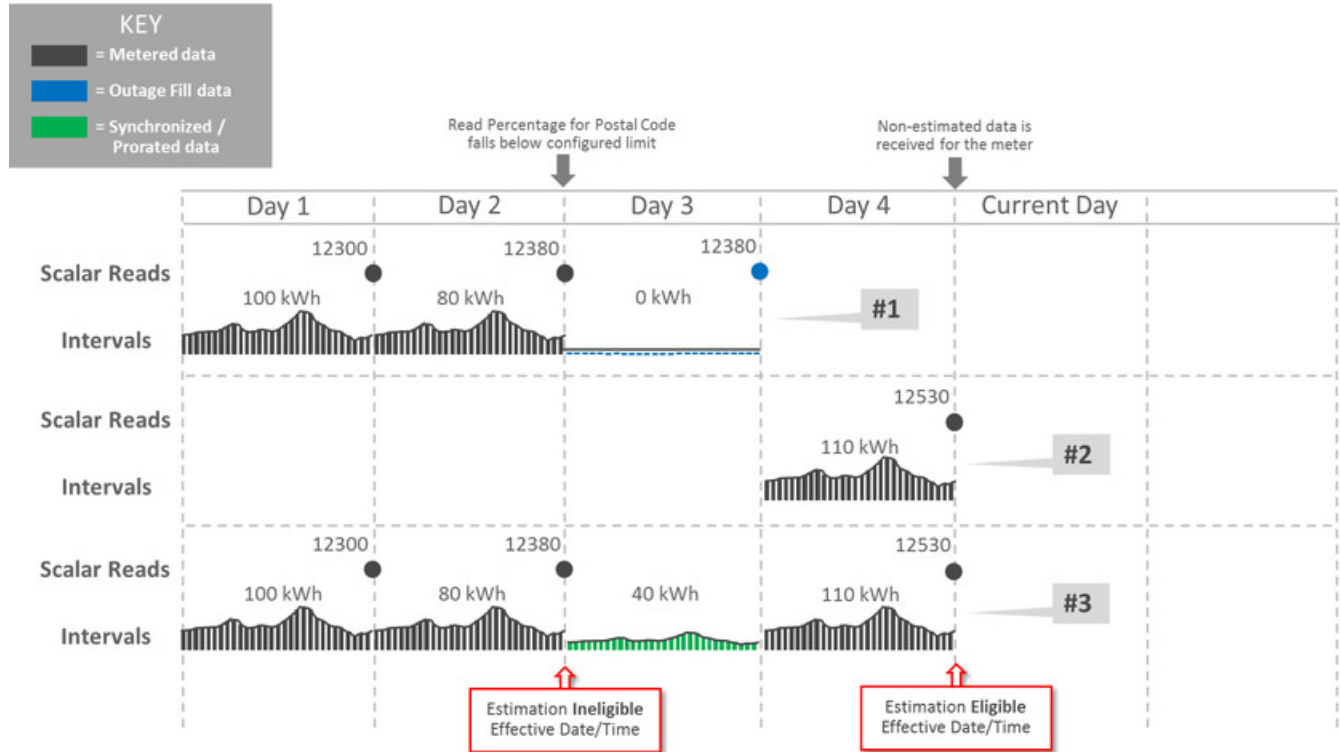 KEY
= Metered data
= Outage Fill data
= Synchronized /
Prorated data
Read Percentage for Postal Code
falls below configured limit
Non-estimated data is
received for the meter
Day 1 Day 2 Day 3 Day 4 Current Day
12300 12380 12380
Scalar Reads
100 kWh 80 kWh 0 kWh
#1
Intervals
12530
Scalar Reads
110 kWh
#2
Intervals
12300 12380 12530
Scalar Reads
100 kWh 80 kWh 40 kWh 110 kWh
#3
Intervals
Estimation Ineligible
Effective Date/Time
Estimation Eligible
Effective Date/Time